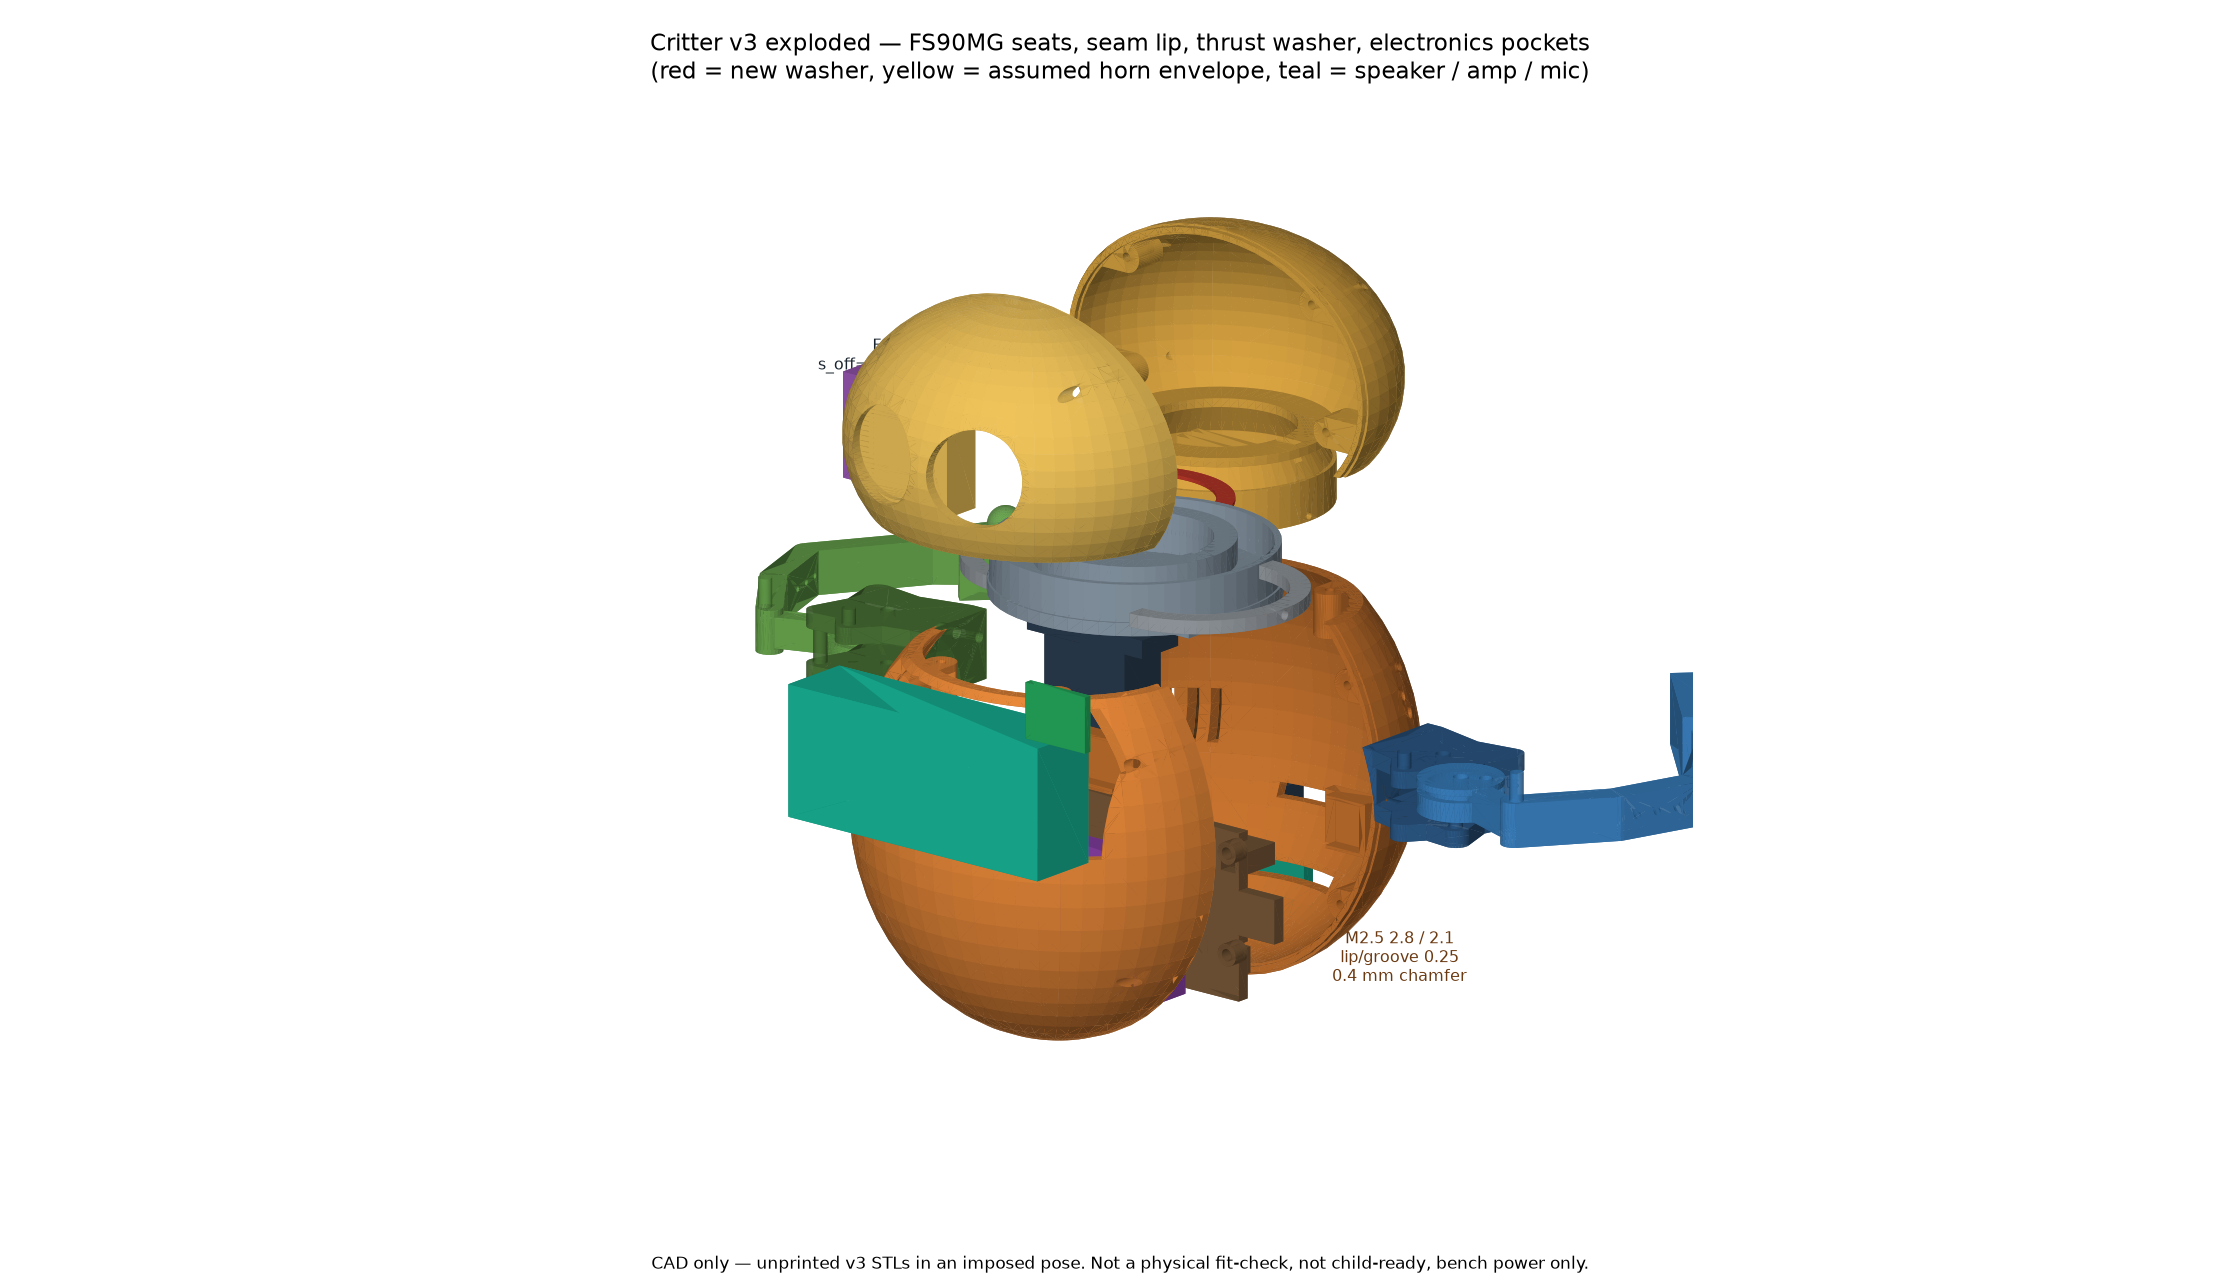 Critter v3 exploded — FS90MG seats, seam lip, thrust washer, electronics pockets
(red = new washer, yellow = assumed horn envelope, teal = speaker / amp / mic)
s_off=
M2.5 2.8 / 2.1
lip/groove 0.25
0.4 mm chamfer
CAD only — unprinted v3 STLs in an imposed pose. Not a physical fit-check, not child-ready, bench power only.